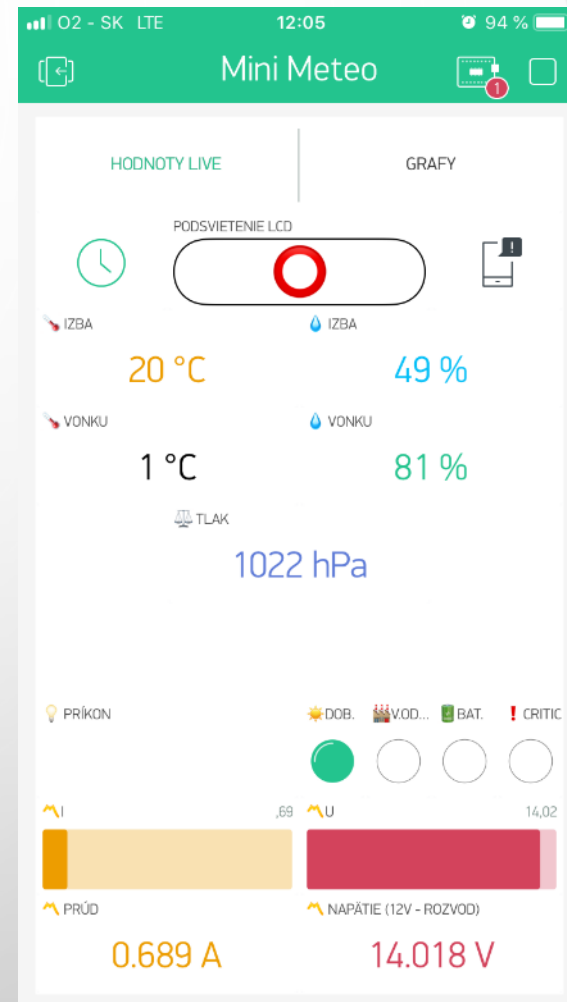 O2 - SK LTE 12:05 94 %
Mini Meteo
1
HODNOTY LIVE GRAFY
PODSVIETENIE LCD
!
IZBA IZBA
20 °C 49 %
VONKU VONKU
1 °C 81 %
TLAK
1022 hPa
PRÍKON DOB. V.OD... BAT. CRITIC
I ,69 U 14,02
PRÚD NAPÄTIE (12V - ROZVOD)
0.689 A 14.018 V